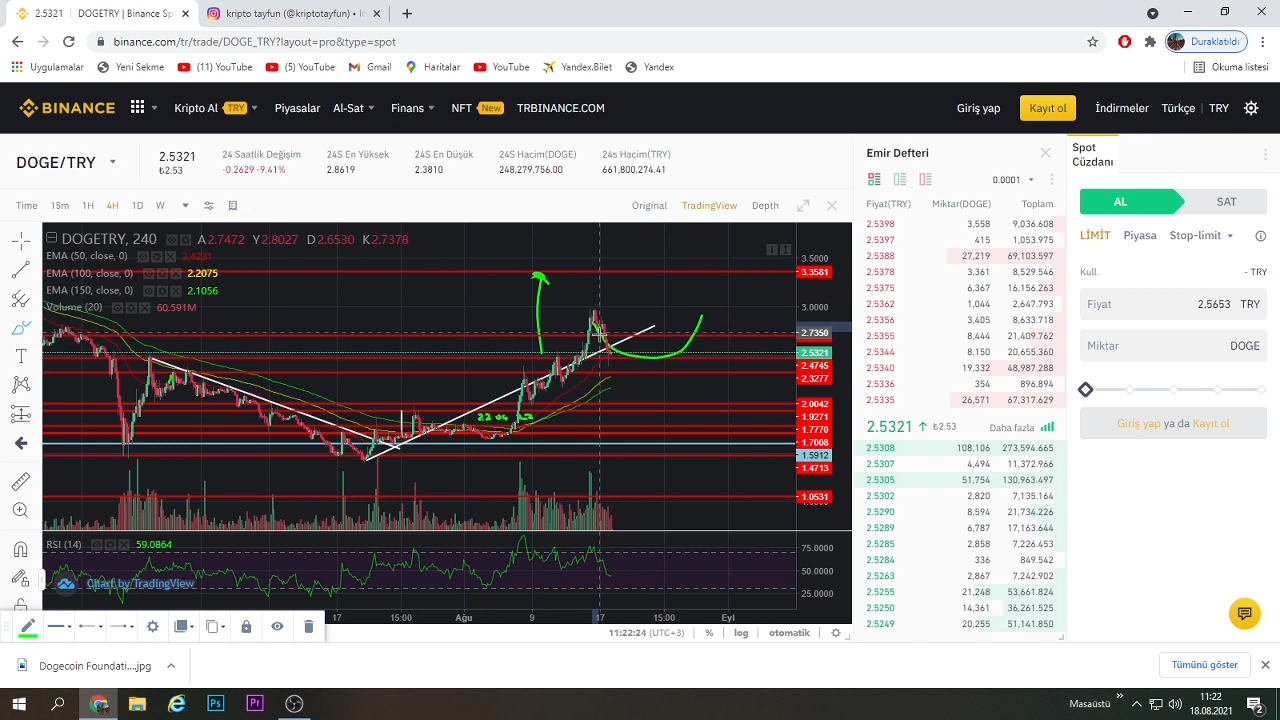 2.5321 | DOGETRY | Binance Sp
kripto tayfun (@kriptotayfun) • In
binance.com/tr/trade/DOGE_TRY?layout=pro&type=spot
Duraklatıldı
Uygulamalar
Yeni Sekme
(11) YouTube
(5) YouTube
Gmail
Haritalar
YouTube
Yandex.Bilet
Yandex
Okuma listesi
BINANCE
Kripto Al TRY
Piyasalar
Al-Sat
Finans
NFT New
TRBINANCE.COM
Giriş yap
Kayıt ol
İndirmeler
Türkçe
TRY
DOGE/TRY
2.5321
₺2.53
24 Saatlik Değişim
-0.2629 -9.41%
24S En Yüksek
2.8619
24S En Düşük
2.3810
24S Hacim(DOGE)
248,279,756.00
24s Hacim(TRY)
661,800,274.41
Time 15m 1H 4H 1D W
Original TradingView Depth
DOGETRY, 240 A2.7472 Y2.8027 D2.6530 K2.7378
EMA (50, close, 0) 2.4231
EMA (100, close, 0) 2.2075
EMA (150, close, 0) 2.1056
Volume (20) 60.591M
3.5000
3.3581
3.0000
2.7350
2.5321
2.4745
2.3277
2.0042
1.9271
1.7770
1.7008
1.5912
1.4713
1.0531
RSI (14) 59.0864
75.0000
50.0000
25.0000
Chart by TradingView
17 15:00 Ağu 9 17 15:00 Eyl
11:22:24 (UTC+3) % log otomatik
Emir Defteri
0.0001
Fiyat(TRY) Miktar(DOGE) Toplam
2.5398 3,558 9,036.608
2.5397 415 1,053.975
2.5388 27,219 69,103.597
2.5378 3,361 8,529.546
2.5375 6,367 16,156.263
2.5362 1,044 2,647.793
2.5356 3,405 8,633.718
2.5355 8,444 21,409.762
2.5344 8,150 20,655.360
2.5343 19,332 48,987.288
2.5336 354 896.894
2.5335 26,571 67,317.629
2.5321 ↑ ₺2.53 Daha fazla
2.5308 108,106 273,594.665
2.5307 4,494 11,372.966
2.5305 51,754 130,963.497
2.5302 2,820 7,135.164
2.5290 8,594 21,734.226
2.5289 6,787 17,163.644
2.5285 2,858 7,226.453
2.5284 336 849.542
2.5263 2,867 7,242.902
2.5255 21,248 53,661.824
2.5250 14,361 36,261.525
2.5249 20,255 51,141.850
Spot
Cüzdanı
AL
SAT
LİMİT Piyasa Stop-limit
Kull. - TRY
Fiyat 2,5653 TRY
Miktar DOGE
Giriş yap ya da Kayıt ol
Dogecoin Foundati....jpg
Tümünü göster
Masaüstü
11:22
18.08.2021
2